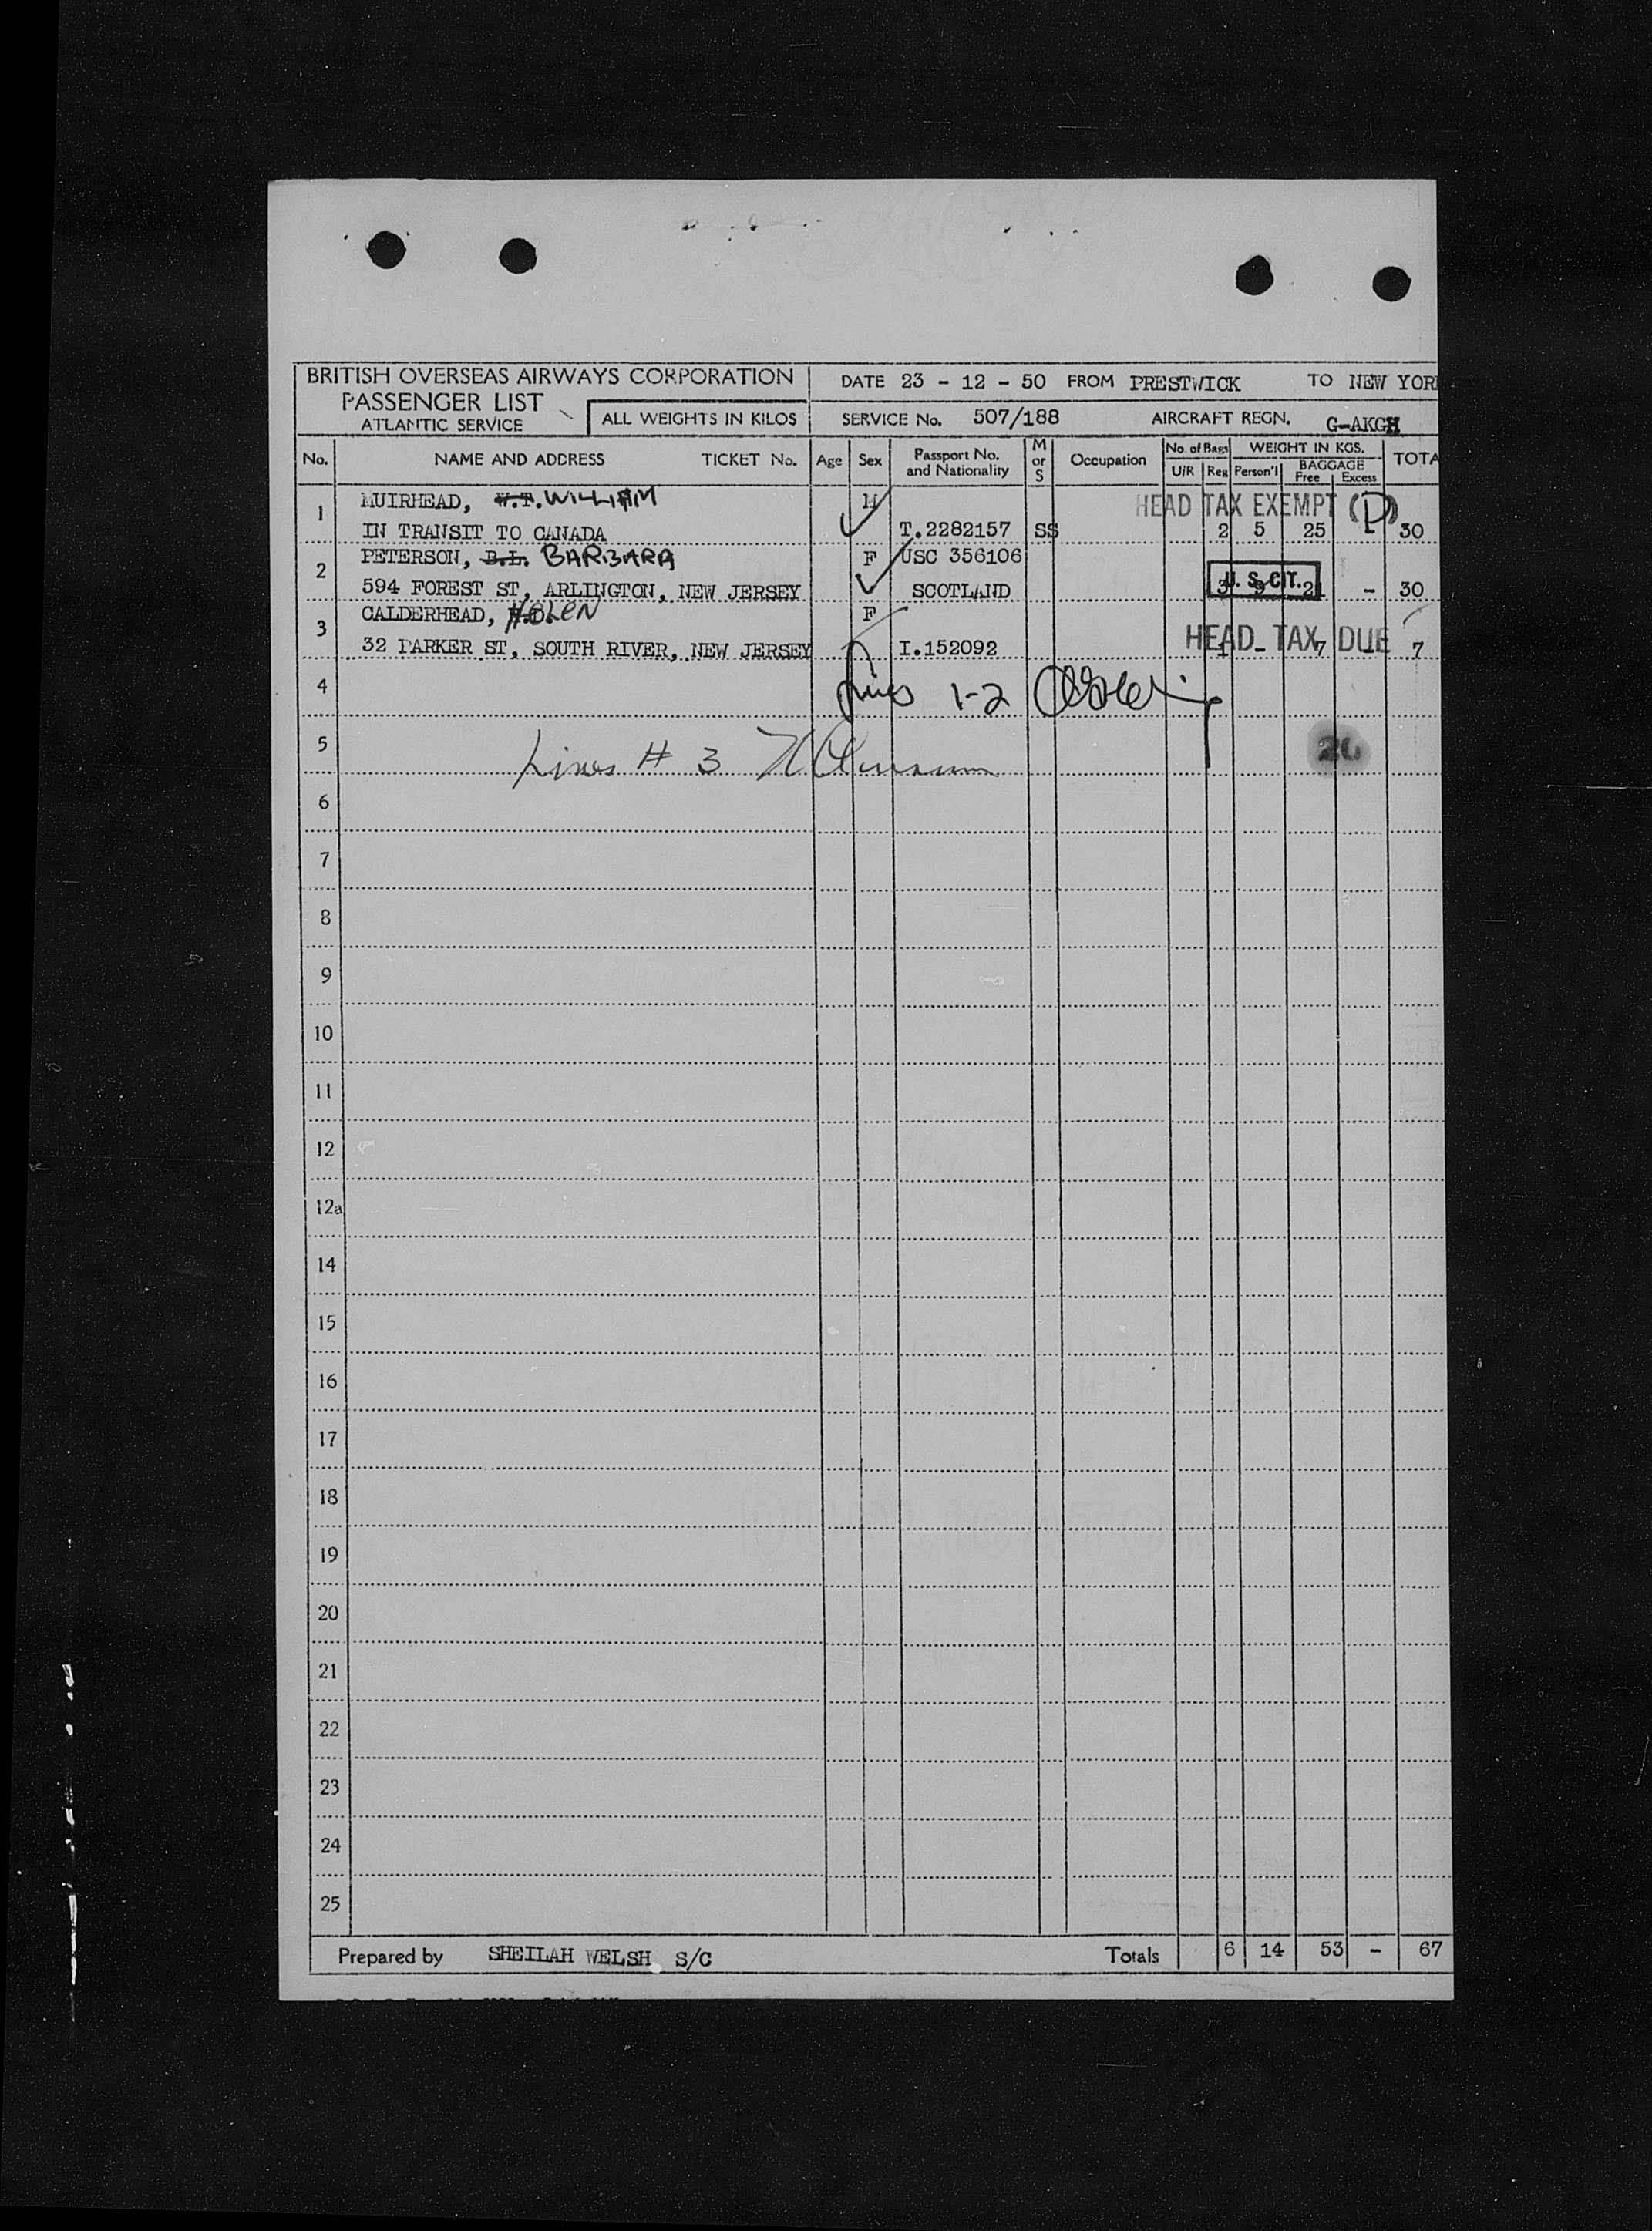 BRITISH OVERSEAS AIRWAYS CORPORATION
PASSENGER LIST
ATLANTIC SERVICE
ALL WEIGHTS IN KILOS
DATE 23 - 12 - 50 FROM PRESTWICK TO NEW YOR
SERVICE No. 507/188 AIRCRAFT REGN. G-AKGH
No. NAME AND ADDRESS TICKET No. Age Sex Passport No. and Nationality M or S Occupation No. of Bags U/R Reg WEIGHT IN KGS. Person'l BAGGAGE Free Excess TOTA
1 MUIRHEAD, W.T. WILLIAM M HEAD TAX EXEMPT (D)
IN TRANSIT TO CANADA T.2282157 SS 2 5 25 - 30
2 PETERSON, B.L. BARBARA F USC 356106
594 FOREST ST, ARLINGTON, NEW JERSEY SCOTLAND 3 9 21 - 30
U. S. CIT.
3 CALDERHEAD, HELEN F
32 PARKER ST, SOUTH RIVER, NEW JERSEY I.152092 1 - 7 - 7
HEAD TAX DUE
4 Lines 1-2
5 Lines # 3
26
6
7
8
9
10
11
12
12a
14
15
16
17
18
19
20
21
22
23
24
25
Prepared by SHEILAH WELSH S/C Totals 6 14 53 - 67